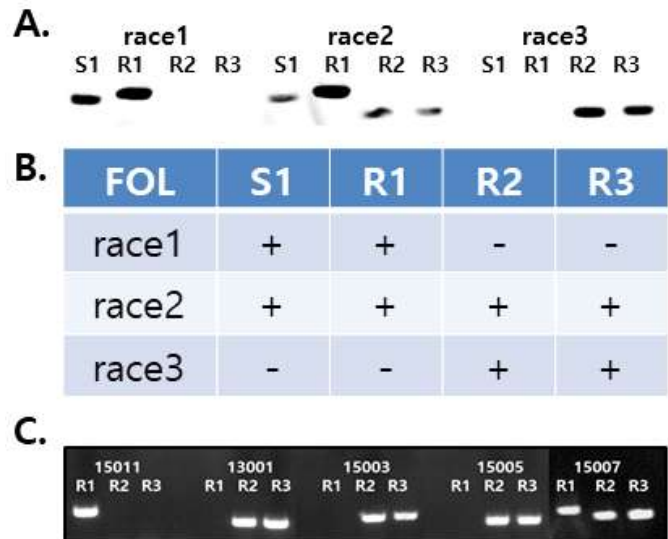 A.
race1 race2 race3
S1 R1 R2 R3 S1 R1 R2 R3 S1 R1 R2 R3
B.
FOL S1 R1 R2 R3
race1 + + - -
race2 + + + +
race3 - - + +
C.
15011 13001 15003 15005 15007
R1 R2 R3 R1 R2 R3 R1 R2 R3 R1 R2 R3 R1 R2 R3